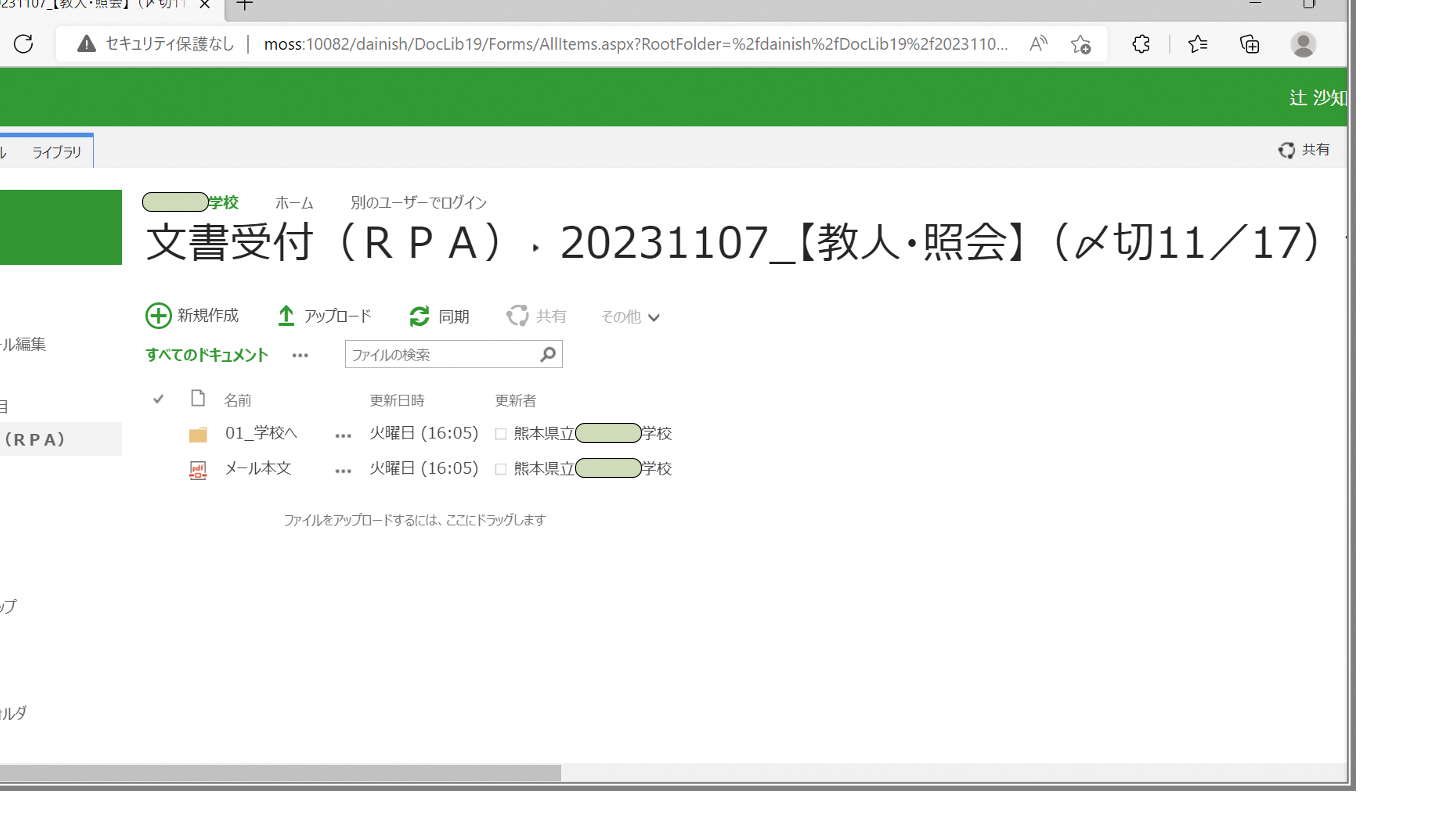 231107_【教人・照会】（〆切11
セキュリティ保護なし | moss:10082/dainish/DocLib19/Forms/AllItems.aspx?RootFolder=%2fdainish%2fDocLib19%2f2023110...
辻 沙知
ル ライブラリ 共有
学校 ホーム 別のユーザーでログイン
文書受付（ＲＰＡ） ▸ 20231107_【教人・照会】（〆切11／17）
新規作成 アップロード 同期 共有 その他
ール編集
すべてのドキュメント ... ファイルの検索
名前 更新日時 更新者
目
01_学校へ ... 火曜日 (16:05) 熊本県立 学校
（ＲＰＡ）
メール本文 ... 火曜日 (16:05) 熊本県立 学校
ファイルをアップロードするには、ここにドラッグします
ップ
ォルダ